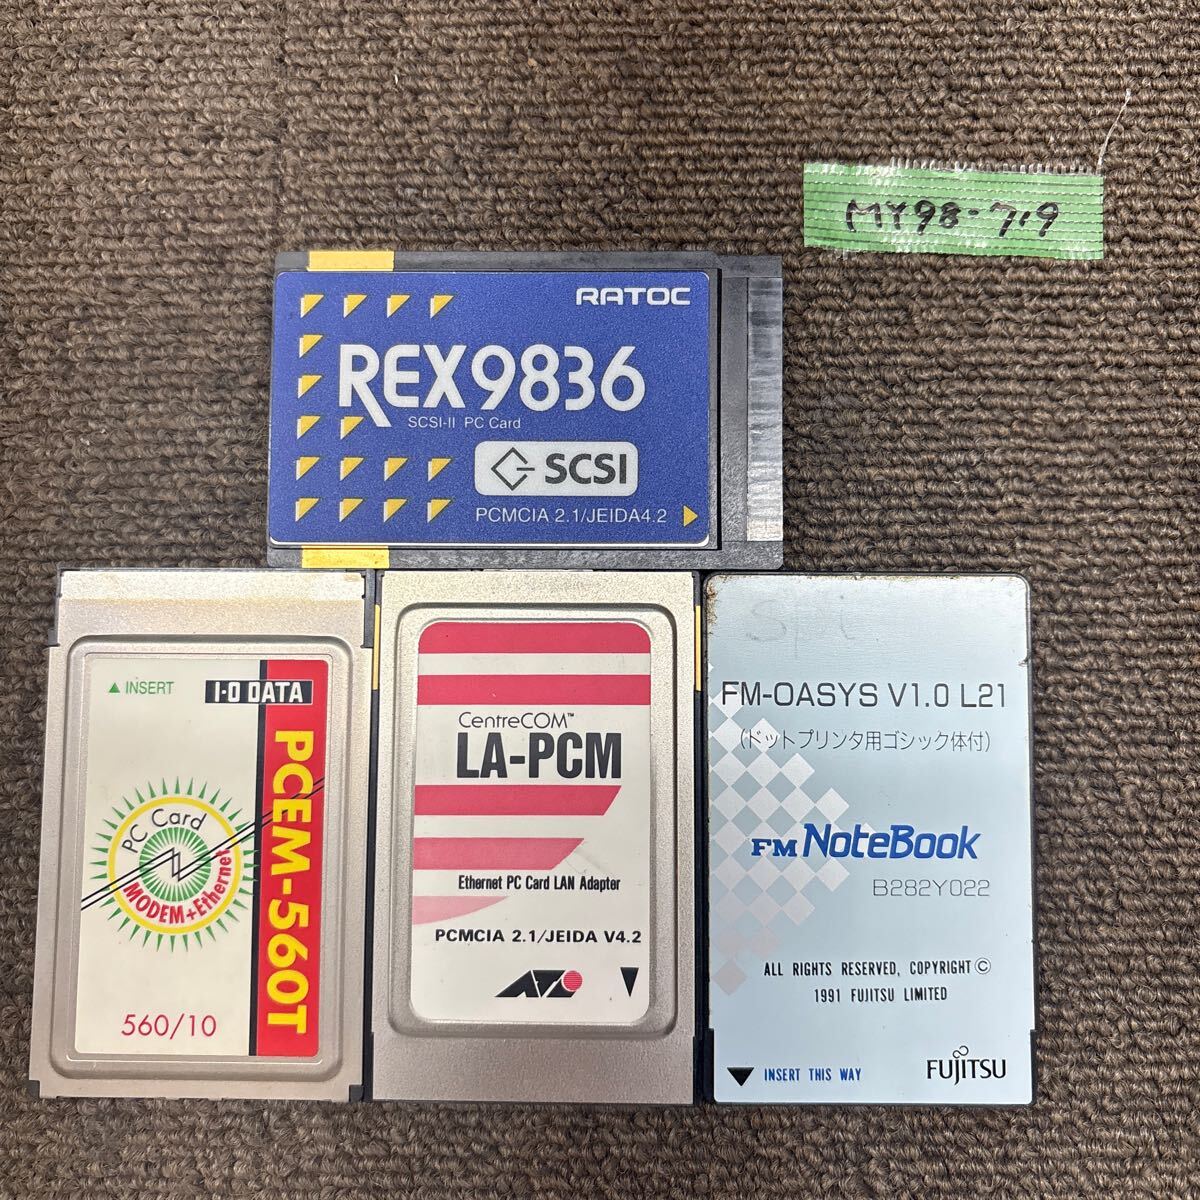 MY98-719
RATOC
REX9836
SCSI-II PC Card
SCSI
PCMCIA 2.1/JEIDA4.2
INSERT
I-O DATA
PCEM-560T
PC Card
MODEM+Ethernet
560/10
CentreCOM™
LA-PCM
Ethernet PC Card LAN Adapter
PCMCIA 2.1/JEIDA V4.2
FM-OASYS V1.0 L21
(ドットプリンタ用ゴシック体付)
FM NoteBook
B282Y022
ALL RIGHTS RESERVED, COPYRIGHT ©
1991 FUJITSU LIMITED
INSERT THIS WAY
FUJITSU